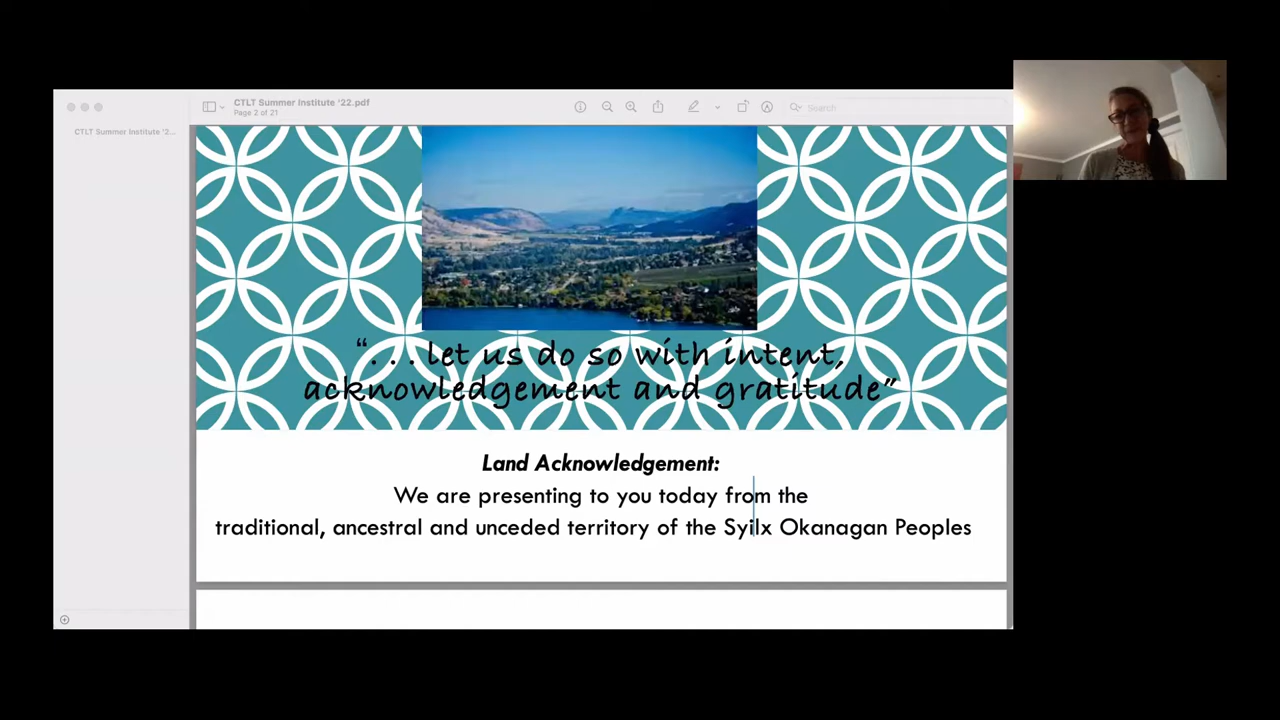 CTLT Summer Institute '22.pdf
Page 2 of 21
Search
CTLT Summer Institute '2...
“. . . let us do so with intent,
acknowledgement and gratitude”
Land Acknowledgement:
We are presenting to you today from the
traditional, ancestral and unceded territory of the Syilx Okanagan Peoples